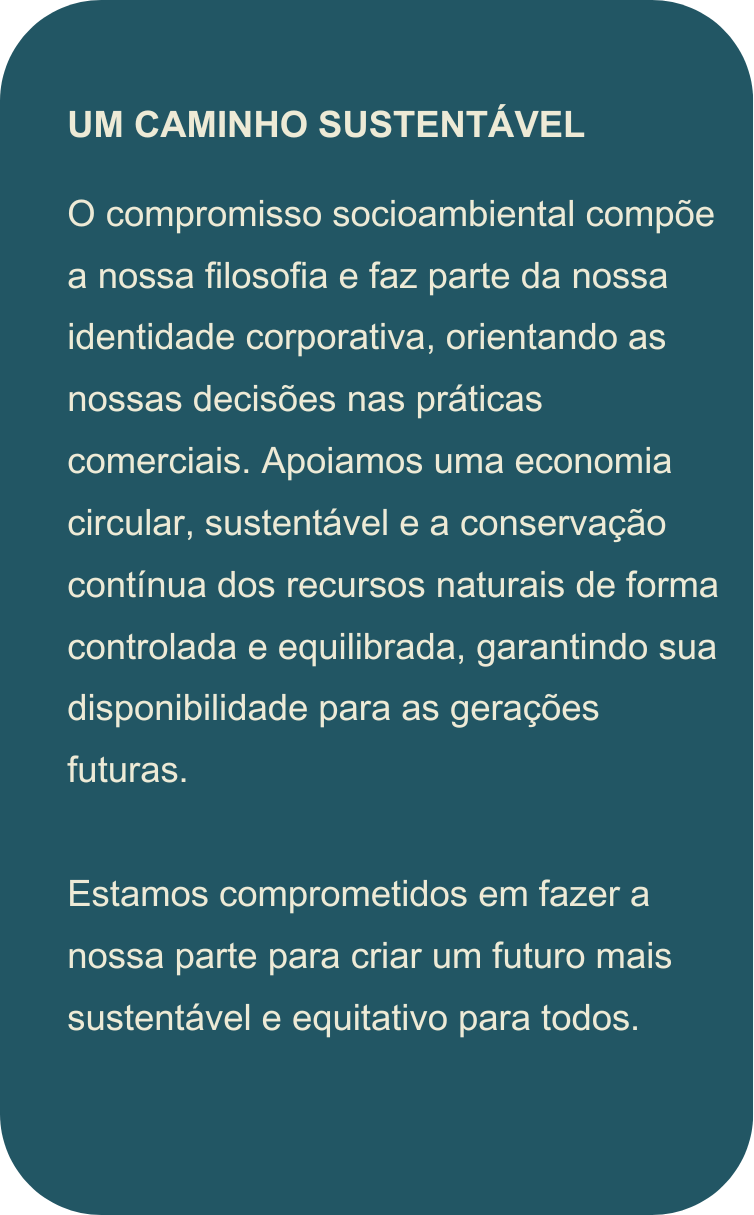 UM CAMINHO SUSTENTÁVEL
O compromisso socioambiental compõe
a nossa filosofia e faz parte da nossa
identidade corporativa, orientando as
nossas decisões nas práticas
comerciais. Apoiamos uma economia
circular, sustentável e a conservação
contínua dos recursos naturais de forma
controlada e equilibrada, garantindo sua
disponibilidade para as gerações
futuras.
Estamos comprometidos em fazer a
nossa parte para criar um futuro mais
sustentável e equitativo para todos.